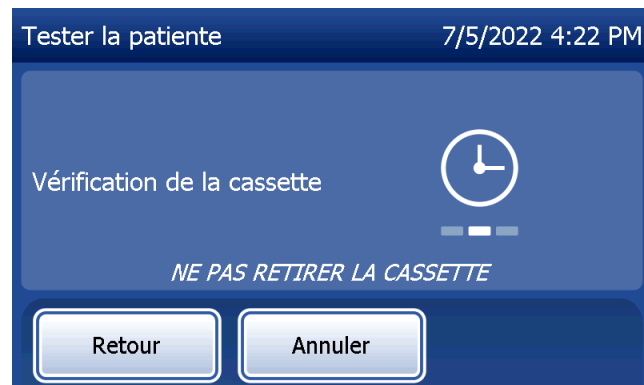 Tester la patiente 7/5/2022 4:22 PM
Vérification de la cassette
NE PAS RETIRER LA CASSETTE
Retour Annuler